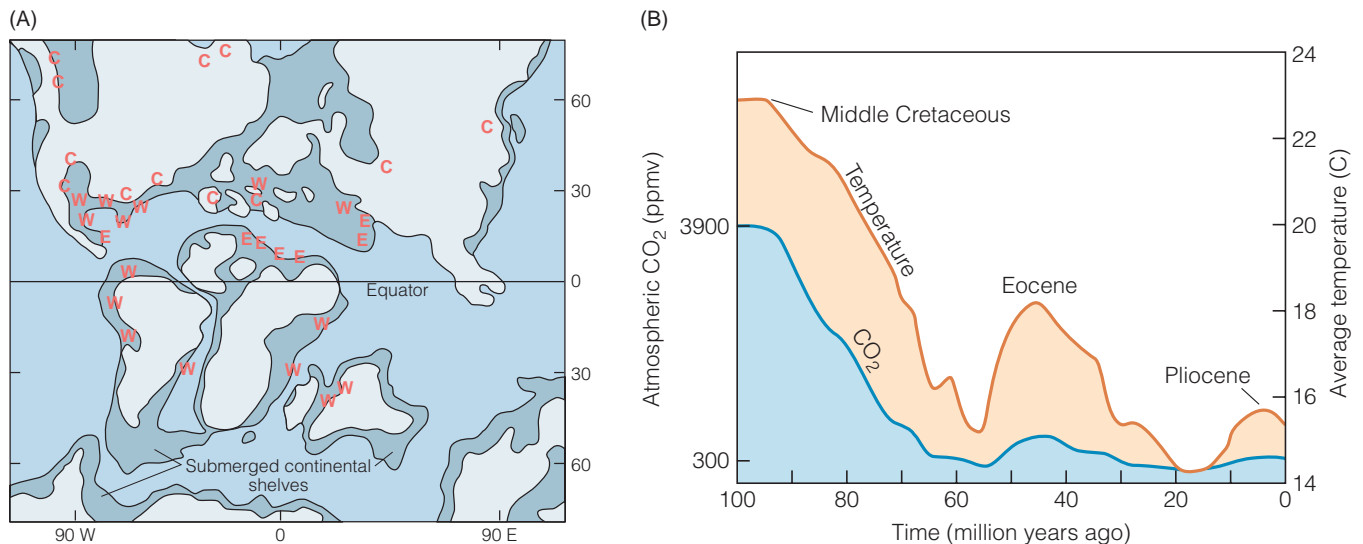 (A)
C
C
C
C
60
C
C
C
C
W
C
30
C
C
C
W
W
W
W
W
W
E
E
E
E
E
E
E
W
0
Equator
W
W
W
W
W
30
W
W
Submerged continental
shelves
60
90 W
0
90 E
(B)
Atmospheric CO2 (ppmv)
3900
300
Middle Cretaceous
Temperature
CO2
Eocene
Pliocene
24
22
20
18
16
14
Average temperature (C)
100
80
60
40
20
0
Time (million years ago)